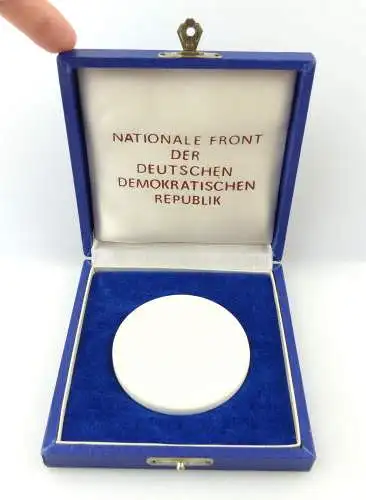 NATIONALE FRONT
DER
DEUTSCHEN
DEMOKRATISCHEN
REPUBLIK